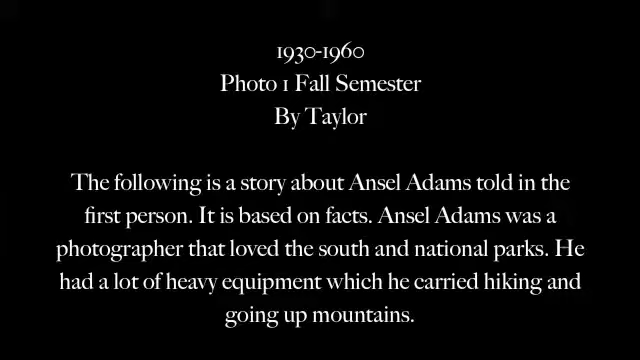 1930-1960
Photo 1 Fall Semester
By Taylor
The following is a story about Ansel Adams told in the
first person. It is based on facts. Ansel Adams was a
photographer that loved the south and national parks. He
had a lot of heavy equipment which he carried hiking and
going up mountains.